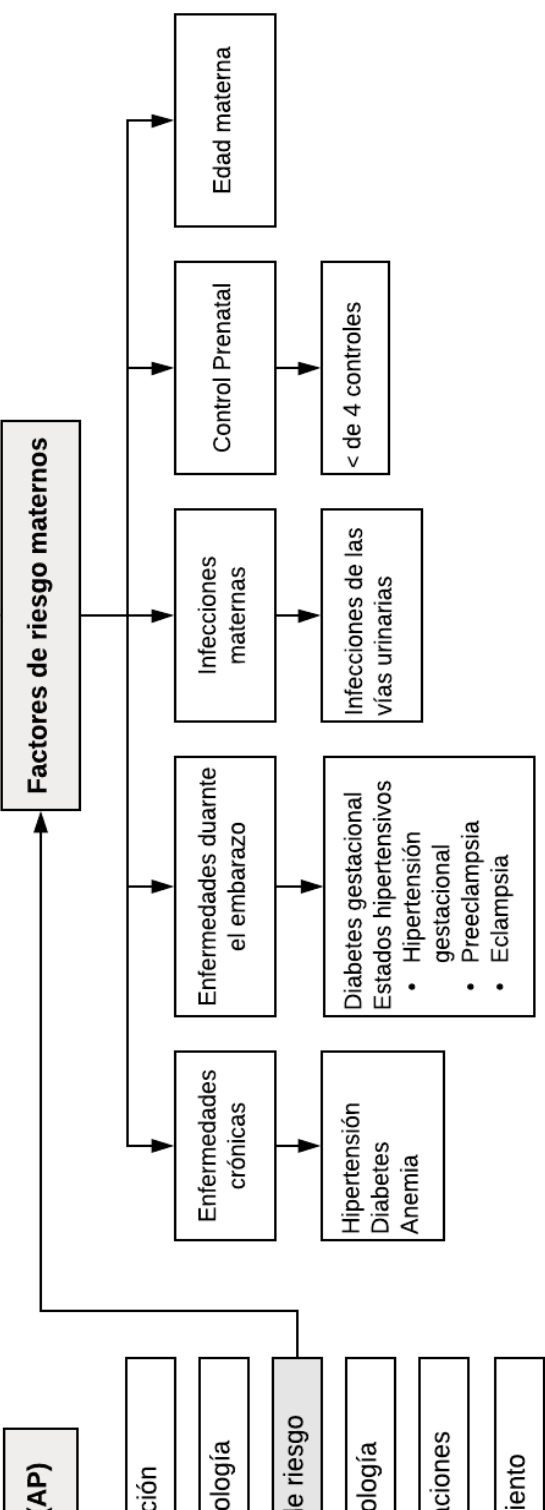 Factores de riesgo maternos
Enfermedades
crónicas
Hipertensión
Diabetes
Anemia
Enfermedades duarnte
el embarazo
Diabetes gestacional
Estados hipertensivos
• Hipertensión
gestacional
• Preeclampsia
• Eclampsia
Infecciones
maternas
Infecciones de las
vías urinarias
Control Prenatal
< de 4 controles
Edad materna
AP)
ción
ología
de riesgo
ología
aciones
iento